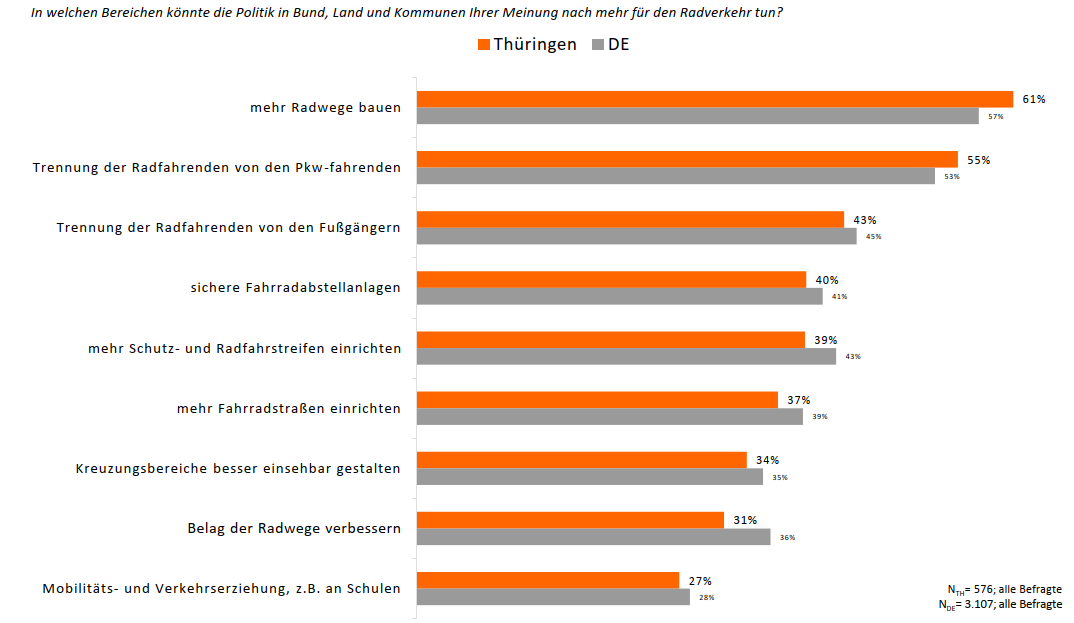 In welchen Bereichen könnte die Politik in Bund, Land und Kommunen Ihrer Meinung nach mehr für den Radverkehr tun?
Thüringen DE
mehr Radwege bauen 61%
57%
Trennung der Radfahrenden von den Pkw-fahrenden 55%
53%
Trennung der Radfahrenden von den Fußgängern 43%
45%
sichere Fahrradabstellanlagen 40%
41%
mehr Schutz- und Radfahrstreifen einrichten 39%
43%
mehr Fahrradstraßen einrichten 37%
39%
Kreuzungsbereiche besser einsehbar gestalten 34%
35%
Belag der Radwege verbessern 31%
36%
Mobilitäts- und Verkehrserziehung, z.B. an Schulen 27%
28%
NTH= 576; alle Befragte
NDE= 3.107; alle Befragte